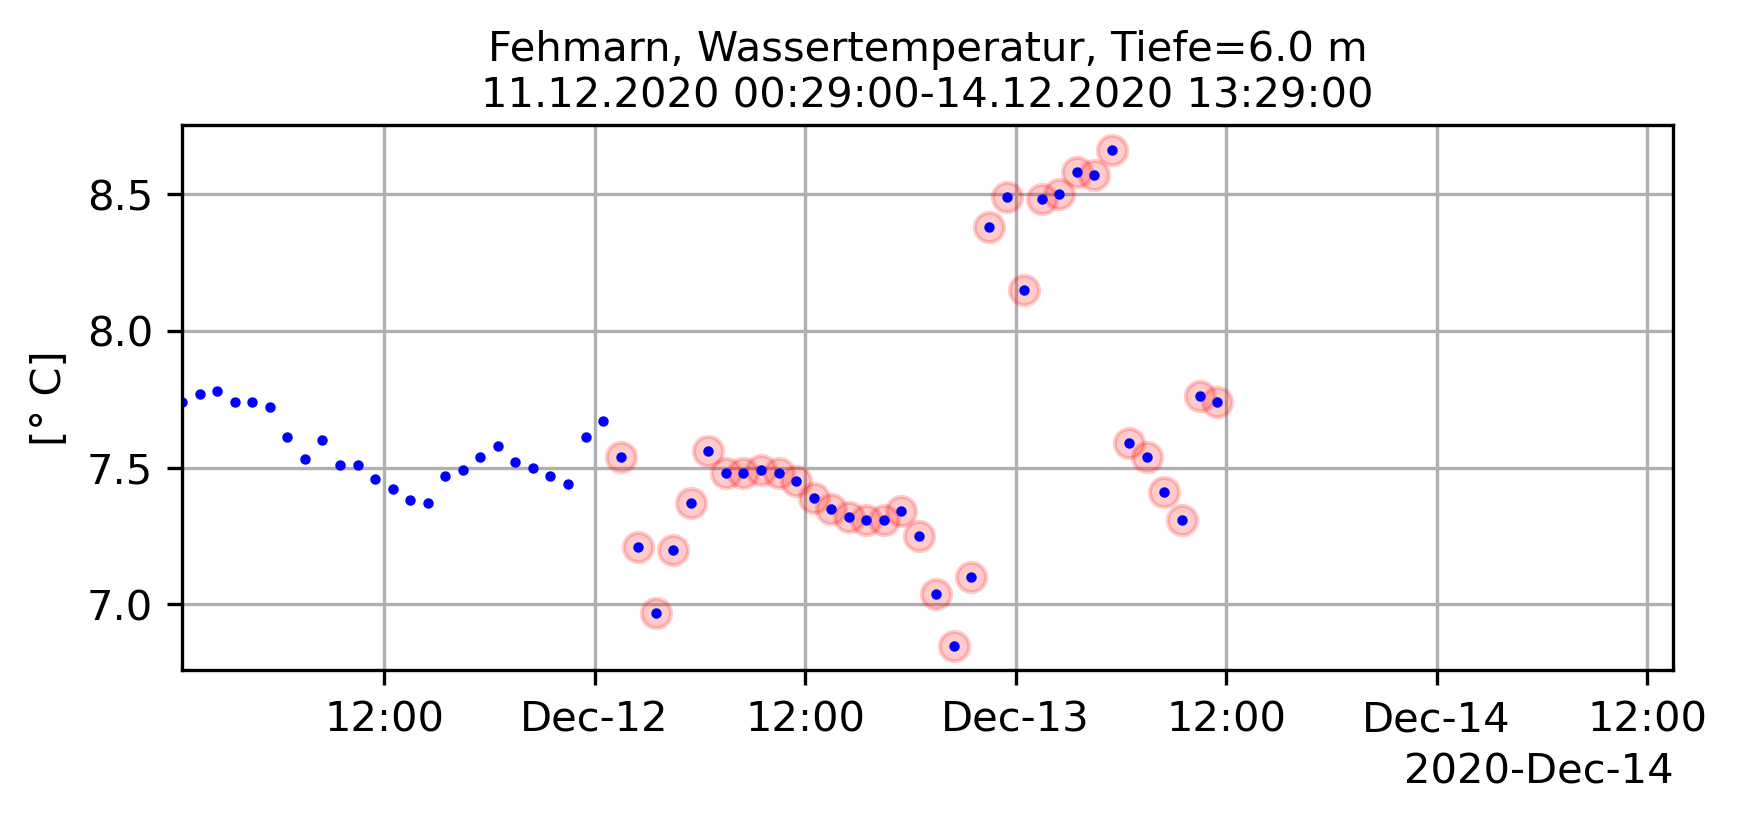 Fehmarn, Wassertemperatur, Tiefe=6.0 m
11.12.2020 00:29:00-14.12.2020 13:29:00
[° C]
8.5
8.0
7.5
7.0
12:00 Dec-12 12:00 Dec-13 12:00 Dec-14 12:00
2020-Dec-14